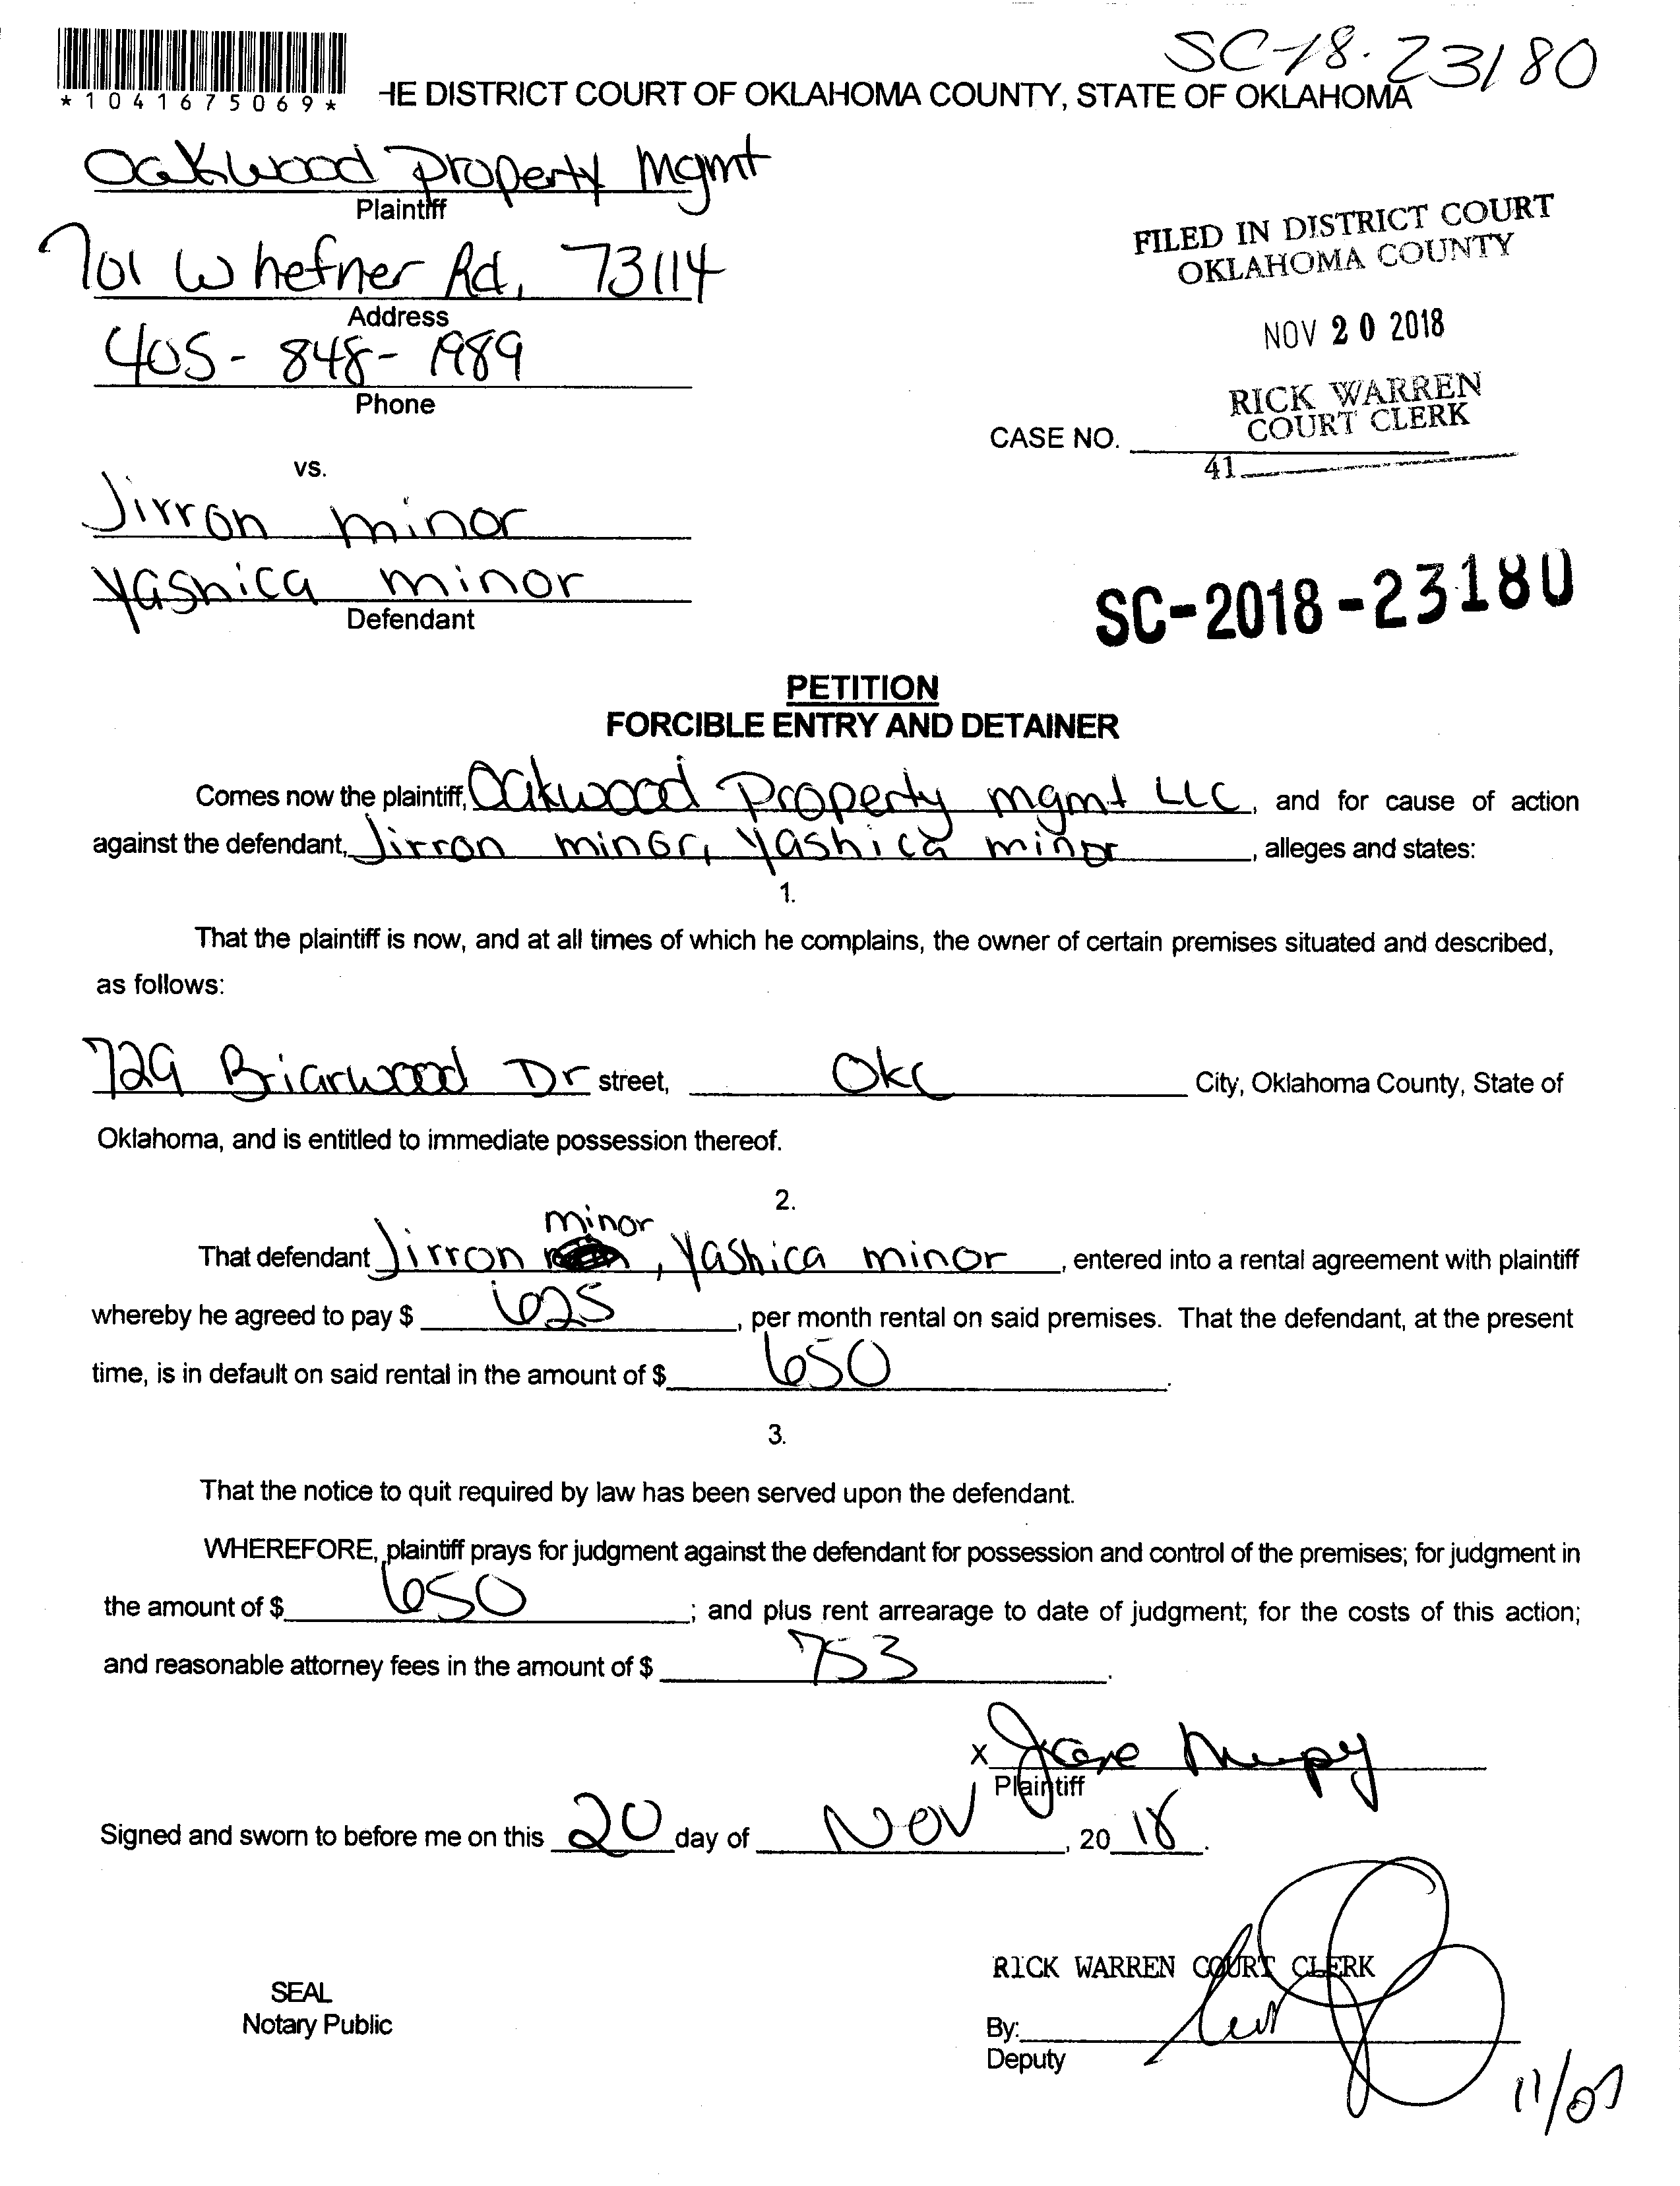 SC-18-23180
*1041675069*
HE DISTRICT COURT OF OKLAHOMA COUNTY, STATE OF OKLAHOMA
Oakwood Property Mgmt
Plaintiff
701 W hefner Rd, 73114
Address
405-848-1989
Phone
FILED IN DISTRICT COURT
OKLAHOMA COUNTY
NOV 20 2018
RICK WARREN
COURT CLERK
CASE NO.
41
vs.
Jirron minor
Yashica minor
Defendant
SC-2018-23180
PETITION
FORCIBLE ENTRY AND DETAINER
Comes now the plaintiff, Oakwood Property mgmt LLC, and for cause of action
against the defendant, Jirron minor, Yashica minor, alleges and states:
1.
That the plaintiff is now, and at all times of which he complains, the owner of certain premises situated and described,
as follows:
729 Briarwood Dr street, Okc City, Oklahoma County, State of
Oklahoma, and is entitled to immediate possession thereof.
2.
minor
That defendant Jirron , Yashica minor, entered into a rental agreement with plaintiff
whereby he agreed to pay $ 625, per month rental on said premises. That the defendant, at the present
time, is in default on said rental in the amount of $ 650.
3.
That the notice to quit required by law has been served upon the defendant.
WHEREFORE, plaintiff prays for judgment against the defendant for possession and control of the premises; for judgment in
the amount of $ 650; and plus rent arrearage to date of judgment; for the costs of this action;
and reasonable attorney fees in the amount of $ 753.
X
Plaintiff
Signed and sworn to before me on this 20 day of Nov, 20 18.
RICK WARREN COURT CLERK
SEAL
Notary Public
By:
Deputy
11/07